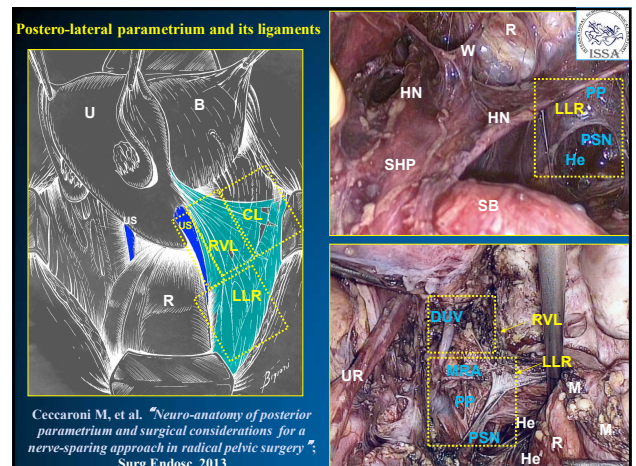 Postero-lateral parametrium and its ligaments
U
B
US
US
CL
RVL
LLR
R
Ceccaroni M, et al. "Neuro-anatomy of posterior
parametrium and surgical considerations for a
nerve-sparing approach in radical pelvic surgery";
Surg Endosc, 2013
R
W
HN
HN
PP
LLR
PSN
He
SHP
SB
ISSA
DUV
RVL
LLR
UR
MRA
PP
PSN
He
He
M
M
R